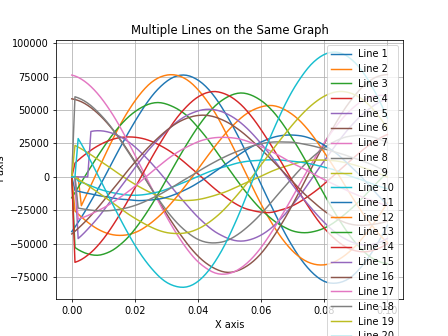 Multiple Lines on the Same Graph
100000
75000
50000
25000
0
−25000
−50000
−75000
0.00
0.02
0.04
0.06
X axis
Line 1
Line 2
Line 3
Line 4
Line 5
Line 6
Line 7
Line 8
Line 9
Line 10
Line 11
Line 12
Line 13
Line 14
Line 15
Line 16
Line 17
Line 18
Line 19
Line 20